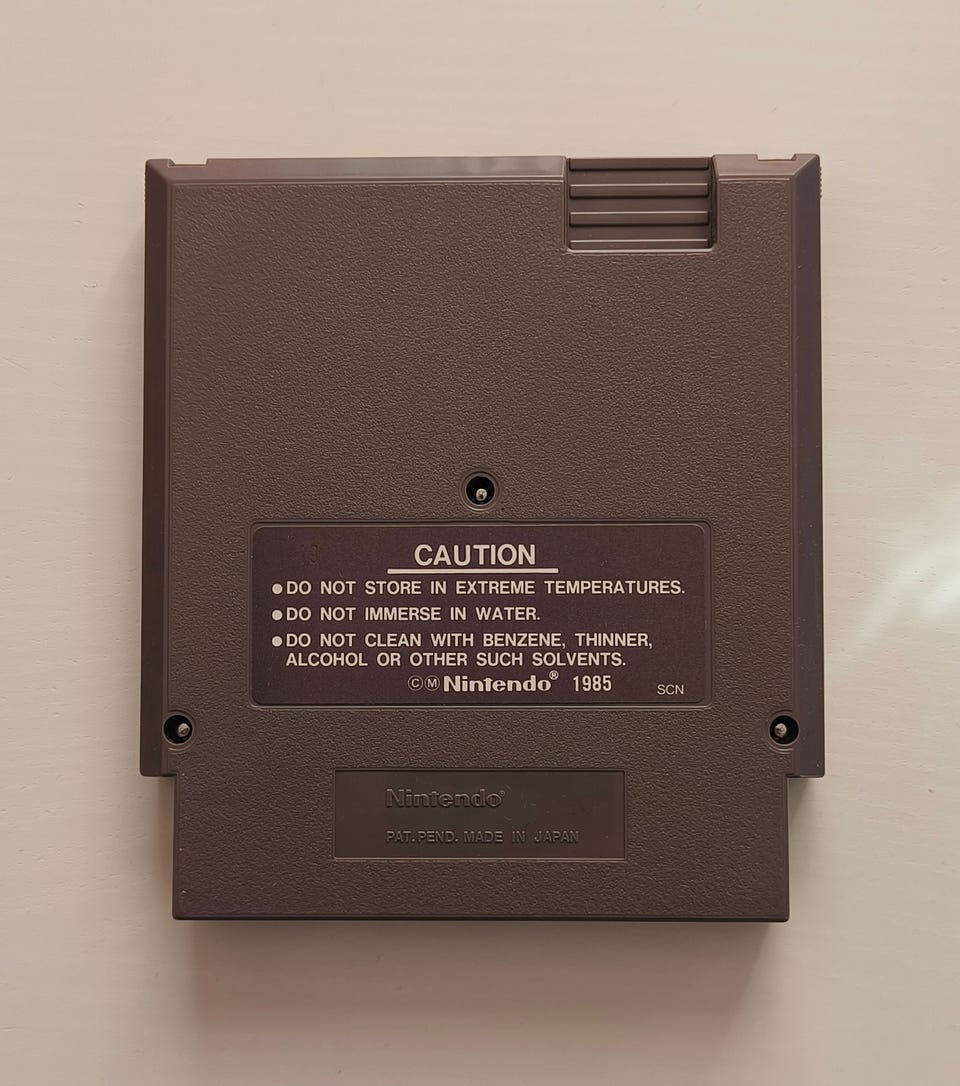 CAUTION
●DO NOT STORE IN EXTREME TEMPERATURES.
●DO NOT IMMERSE IN WATER.
●DO NOT CLEAN WITH BENZENE, THINNER,
ALCOHOL OR OTHER SUCH SOLVENTS.
ⒸⓂNintendo® 1985 SCN
Nintendo®
PAT. PEND. MADE IN JAPAN